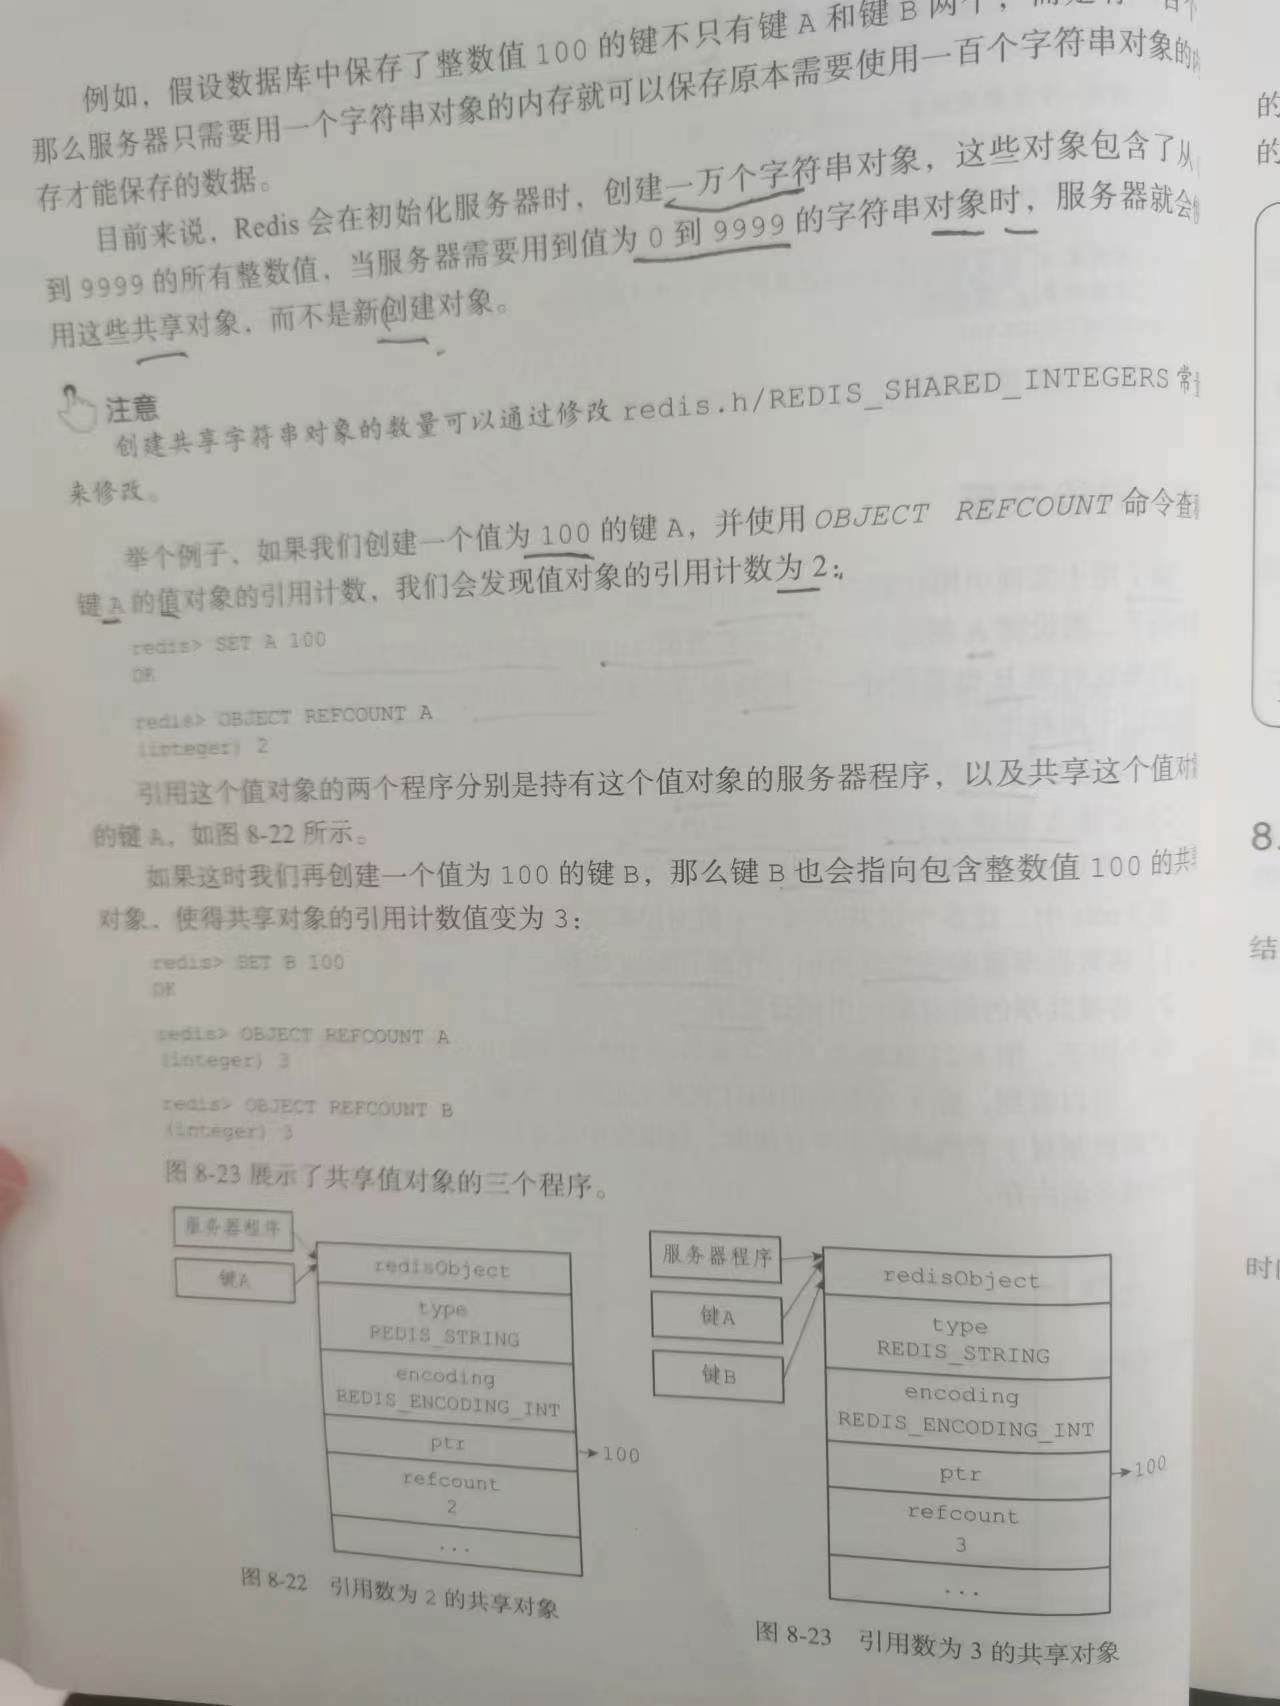 例如，假设数据库中保存了整数值 100 的键不只有键 A 和键 B 两个，
那么服务器只需要用一个字符串对象的内存就可以保存原本需要使用一百个字符串对象的
存才能保存的数据。
目前来说，Redis 会在初始化服务器时，创建一万个字符串对象，这些对象包含了从
到 9999 的所有整数值，当服务器需要用到值为 0 到 9999 的字符串对象时，服务器就会
用这些共享对象，而不是新创建对象。
注意
创建共享字符串对象的数量可以通过修改 redis.h/REDIS_SHARED_INTEGERS 常
来修改。
举个例子，如果我们创建一个值为 100 的键 A，并使用 OBJECT REFCOUNT 命令查
键 A 的值对象的引用计数，我们会发现值对象的引用计数为 2：
redis> SET A 100
OK
redis> OBJECT REFCOUNT A
(integer) 2
引用这个值对象的两个程序分别是持有这个值对象的服务器程序，以及共享这个值对
的键 A，如图 8-22 所示。
如果这时我们再创建一个值为 100 的键 B，那么键 B 也会指向包含整数值 100 的共
对象，使得共享对象的引用计数值变为 3：
redis> SET B 100
OK
redis> OBJECT REFCOUNT A
(integer) 3
redis> OBJECT REFCOUNT B
(integer) 3
图 8-23 展示了共享值对象的三个程序。
服务器程序
键A
redisObject
type
REDIS_STRING
encoding
REDIS_ENCODING_INT
ptr
100
refcount
2
...
图 8-22 引用数为 2 的共享对象
服务器程序
键A
键B
redisObject
type
REDIS_STRING
encoding
REDIS_ENCODING_INT
ptr
100
refcount
3
...
图 8-23 引用数为 3 的共享对象
的
的
8.
结
时